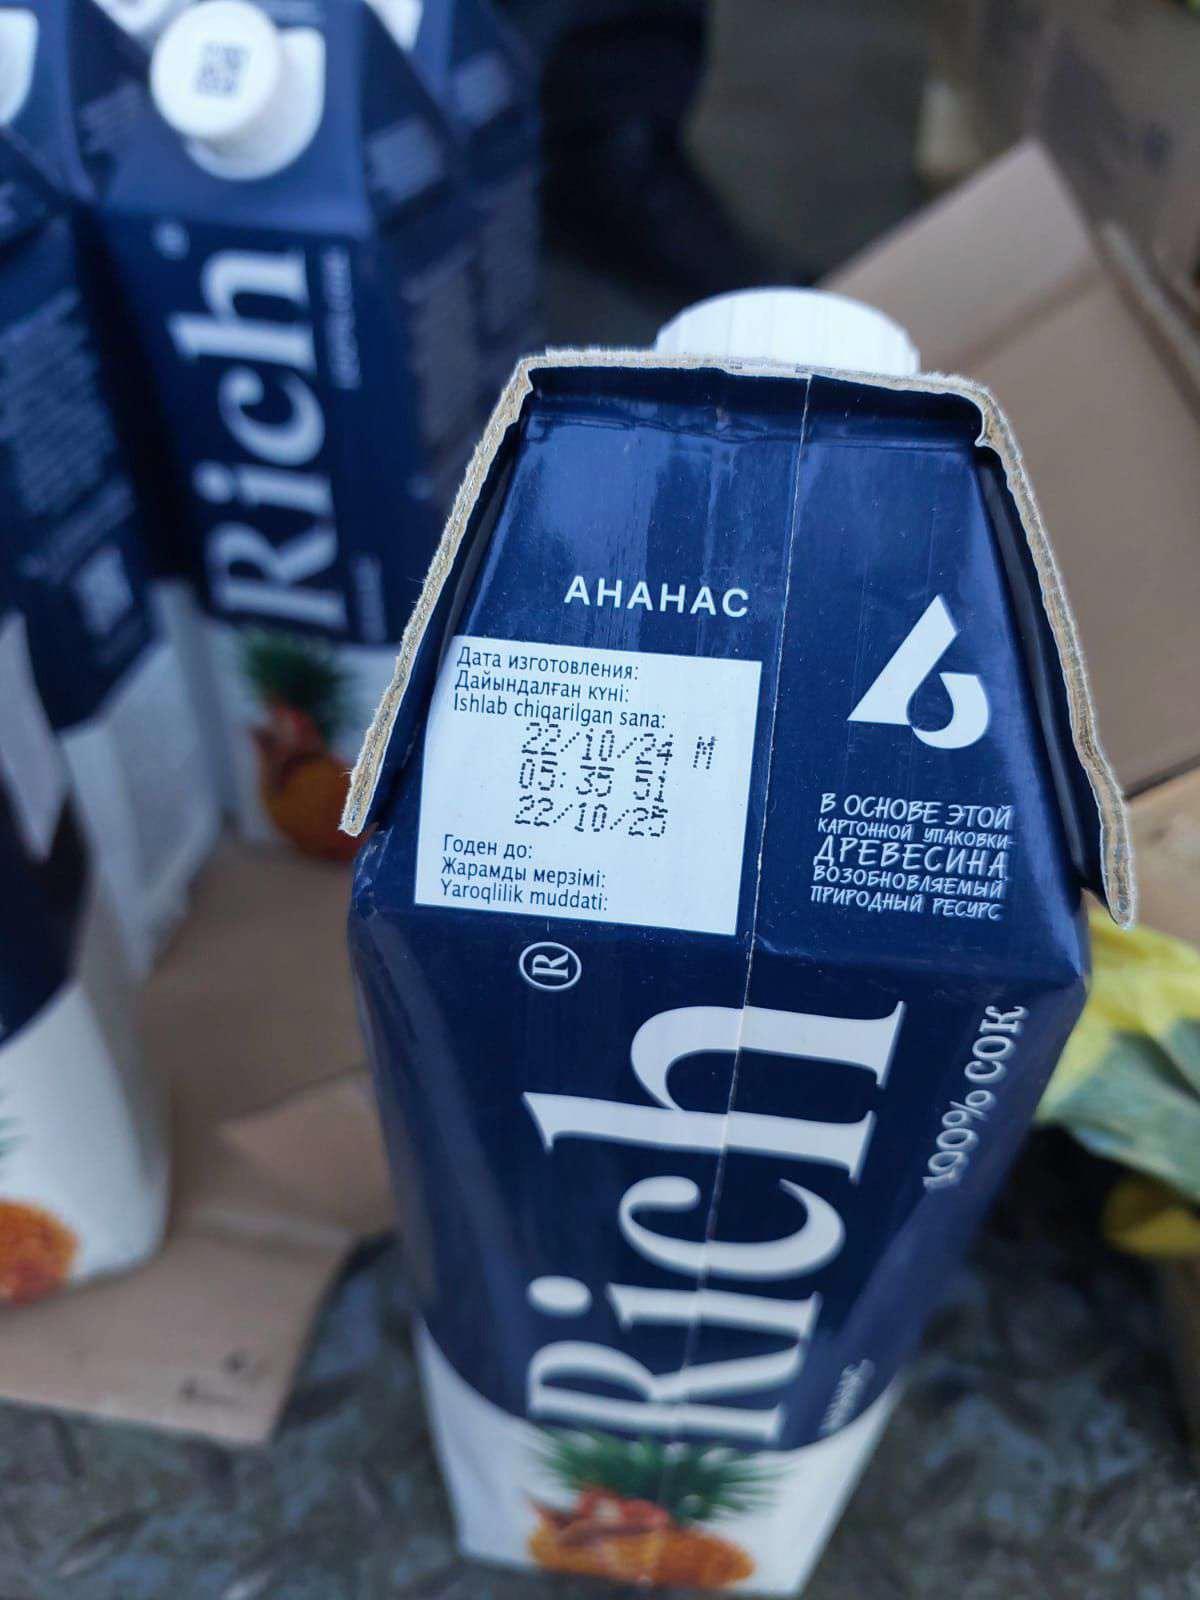 Rich
АНАНАС
Дата изготовления:
Дайындалған күні:
Ishlab chiqarilgan sana:
22/10/24 M
05:35 51
22/10/25
Годен до:
Жарамды мерзімі:
Yaroqlilik muddati:
В ОСНОВЕ ЭТОЙ
КАРТОННОЙ УПАКОВКИ-
ДРЕВЕСИНА,
ВОЗОБНОВЛЯЕМЫЙ
ПРИРОДНЫЙ РЕСУРС
Rich®
100% СОК
АНАНАС